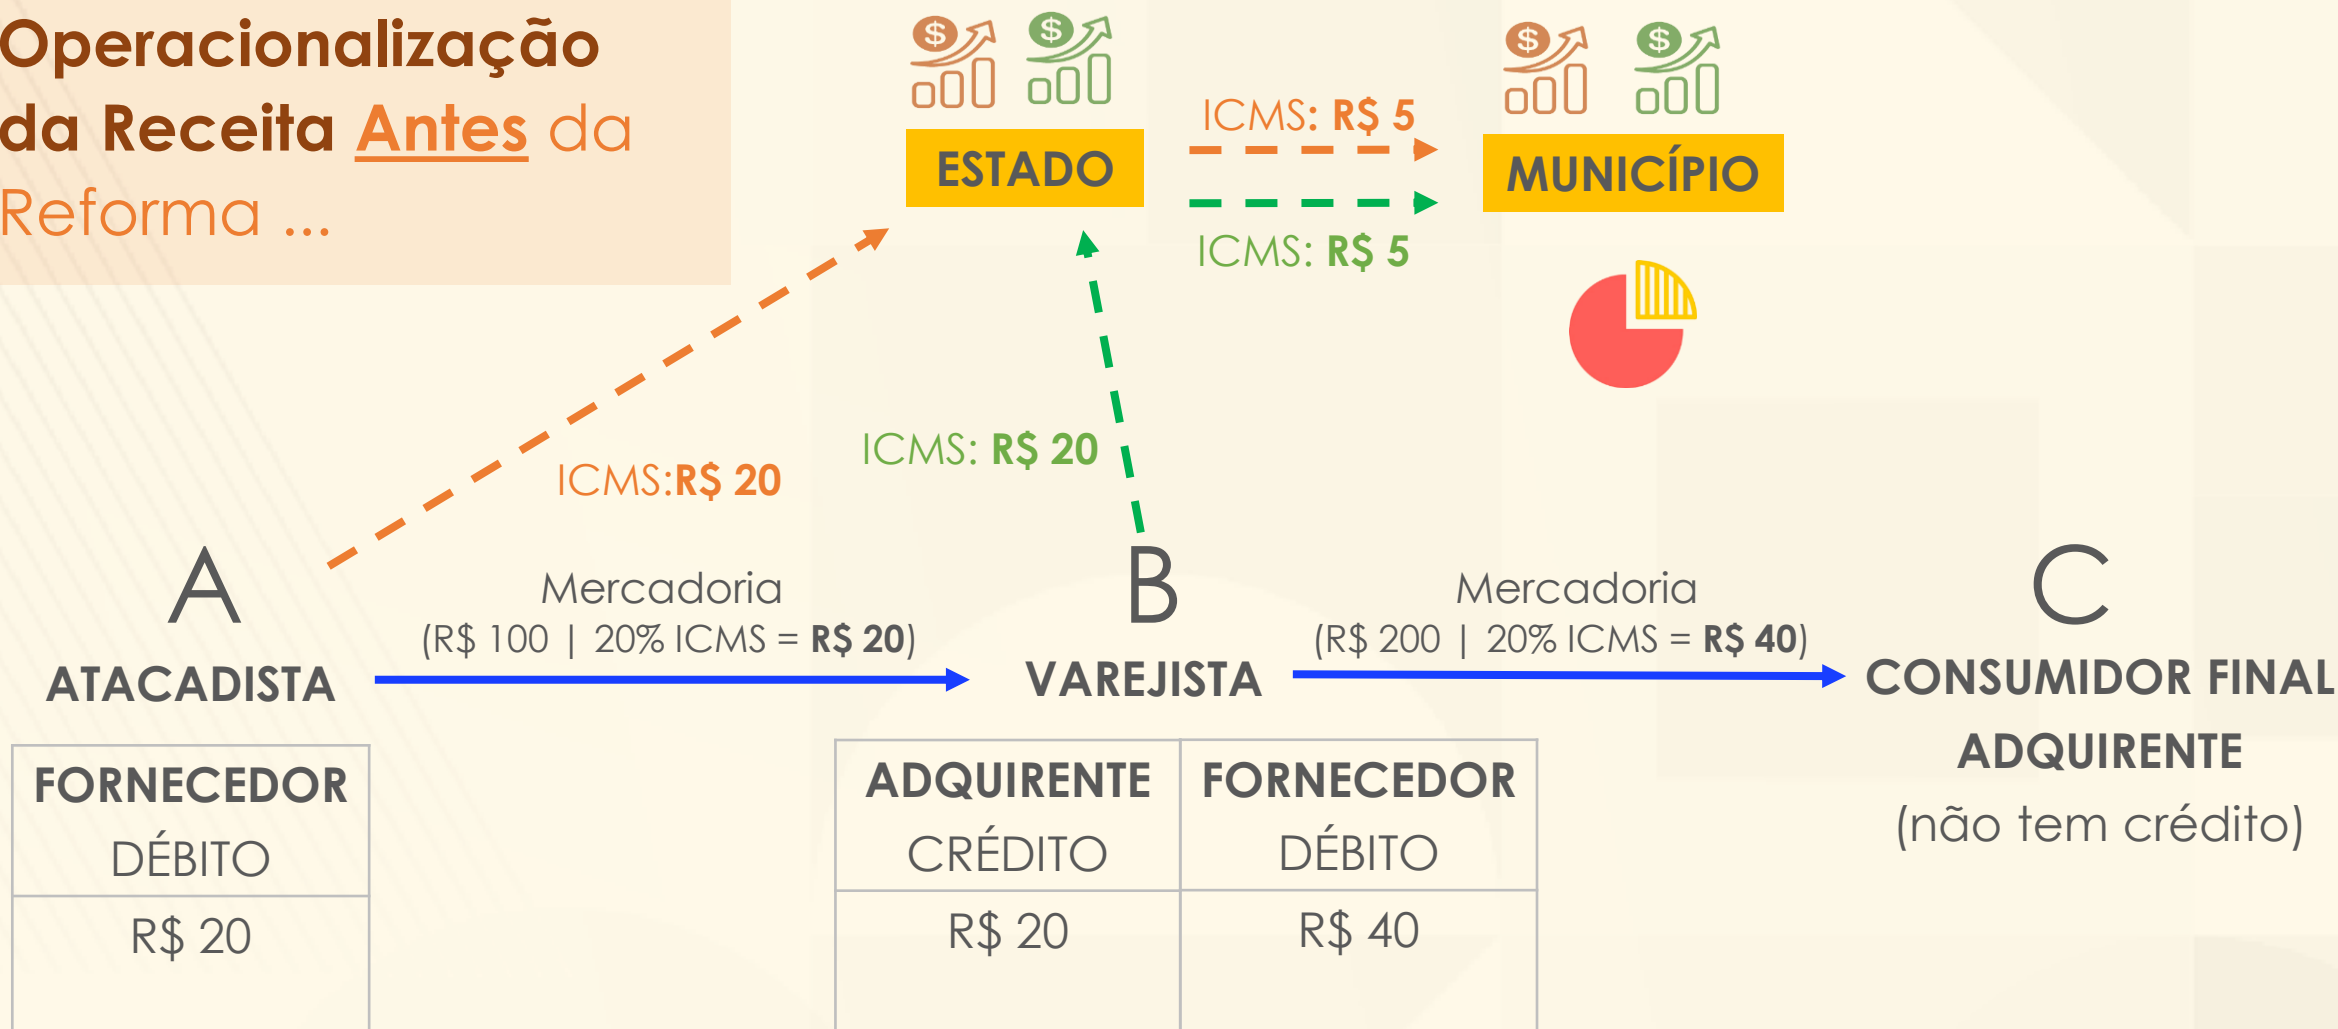 Operacionalização
da Receita Antes da
Reforma ...
$ $
$ $
ESTADO
ICMS: R$ 5
ICMS: R$ 5
MUNICÍPIO
ICMS:R$ 20
ICMS: R$ 20
A
ATACADISTA
Mercadoria
(R$ 100 | 20% ICMS = R$ 20)
B
VAREJISTA
Mercadoria
(R$ 200 | 20% ICMS = R$ 40)
C
CONSUMIDOR FINAL
ADQUIRENTE
(não tem crédito)
FORNECEDOR
DÉBITO
R$ 20
ADQUIRENTE
CRÉDITO
R$ 20
FORNECEDOR
DÉBITO
R$ 40